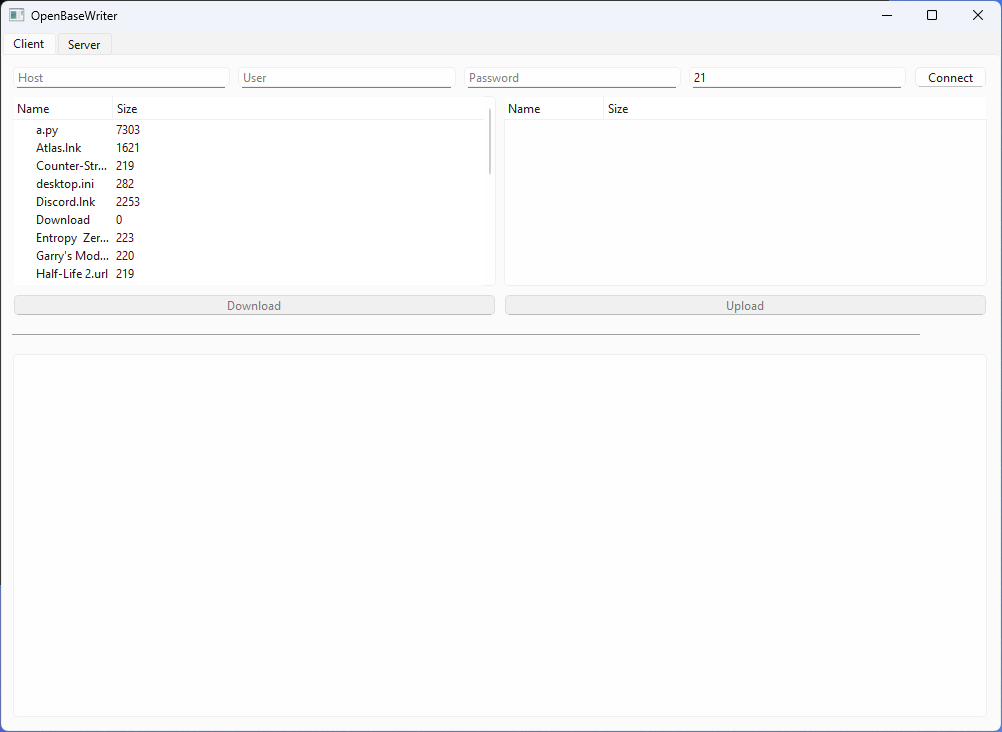 OpenBaseWriter
Client Server
Host User Password 21 Connect
Name Size Name Size
a.py 7303
Atlas.lnk 1621
Counter-Str... 219
desktop.ini 282
Discord.lnk 2253
Download 0
Entropy Zer... 223
Garry's Mod... 220
Half-Life 2.url 219
Download Upload